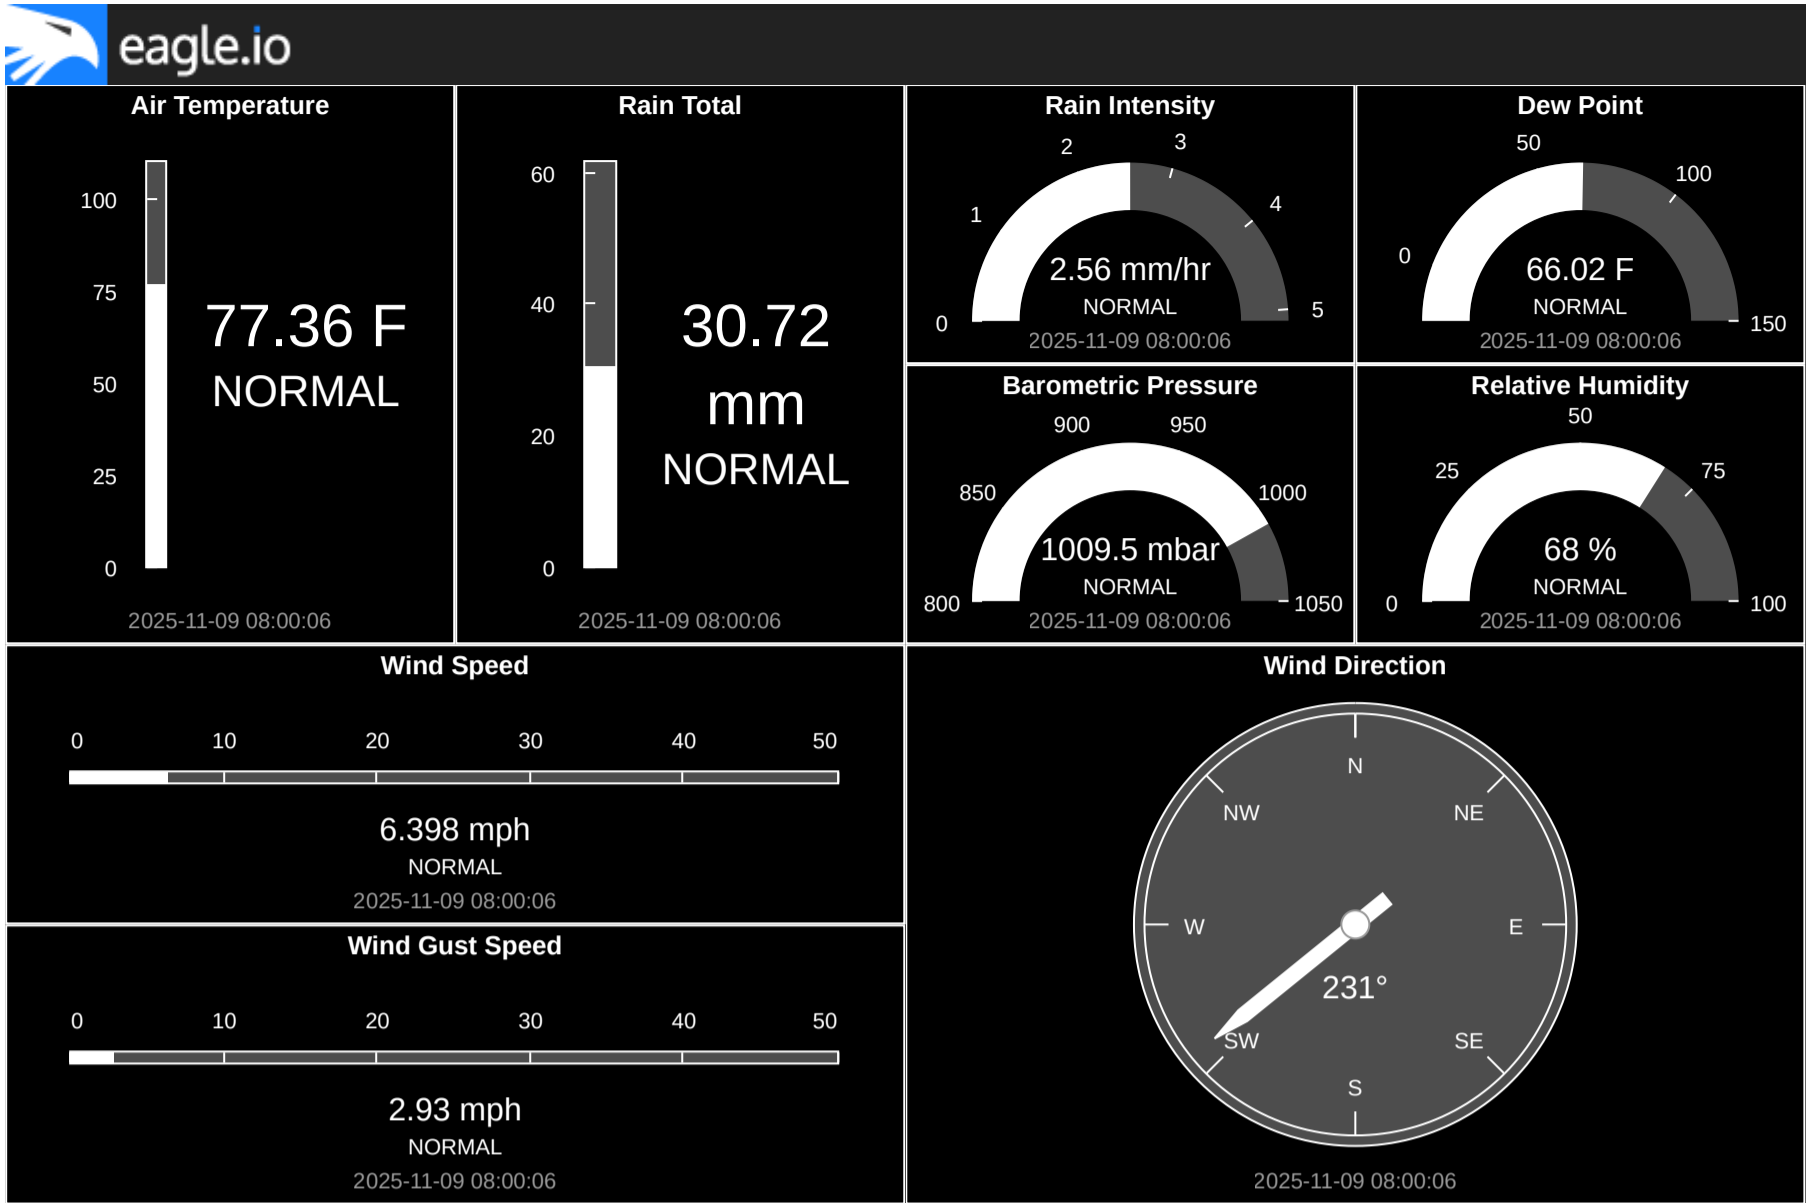 eagle.io
Air Temperature
100
75
50
25
0
77.36 F
NORMAL
2025-11-09 08:00:06
Rain Total
60
40
20
0
30.72
mm
NORMAL
2025-11-09 08:00:06
Rain Intensity
0
1
2
3
4
5
2.56 mm/hr
NORMAL
2025-11-09 08:00:06
Dew Point
0
50
100
150
66.02 F
NORMAL
2025-11-09 08:00:06
Barometric Pressure
800
850
900
950
1000
1050
1009.5 mbar
NORMAL
2025-11-09 08:00:06
Relative Humidity
0
25
50
75
100
68 %
NORMAL
2025-11-09 08:00:06
Wind Speed
0 10 20 30 40 50
6.398 mph
NORMAL
2025-11-09 08:00:06
Wind Gust Speed
0 10 20 30 40 50
2.93 mph
NORMAL
2025-11-09 08:00:06
Wind Direction
N
NW NE
W E
231°
SW SE
S
2025-11-09 08:00:06